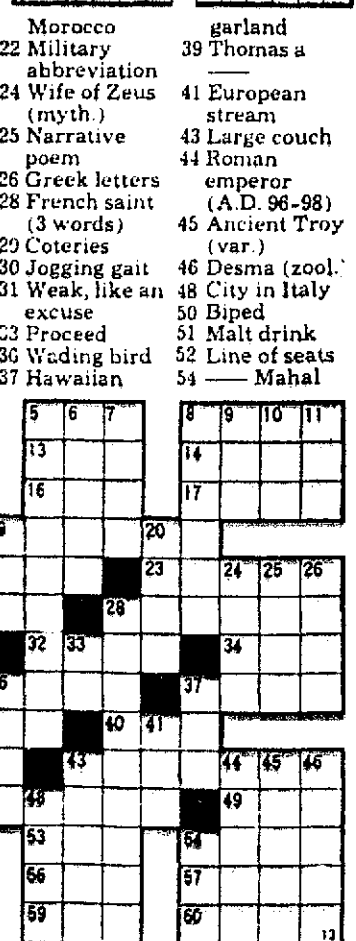 Morocco
22 Military
abbreviation
24 Wife of Zeus
(myth.)
25 Narrative
poem
26 Greek letters
28 French saint
(3 words)
29 Coteries
30 Jogging gait
31 Weak, like an
excuse
33 Proceed
36 Wading bird
37 Hawaiian
garland
39 Thomas a
——
41 European
stream
43 Large couch
44 Roman
emperor
(A.D. 96-98)
45 Ancient Troy
(var.)
46 Desma (zool.)
48 City in Italy
50 Biped
51 Malt drink
52 Line of seats
54 —— Mahal
5 6 7 8 9 10 11
13 14
16 17
9 20
23 24 25 26
28
32 33 34
6 37
40 41
43 44 45 46
48 49
53 54
56 57
59 60
13